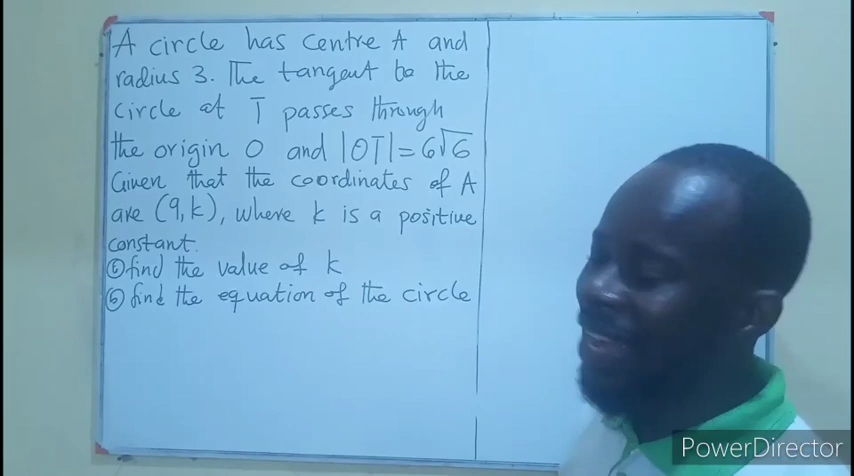 A circle has centre A and
radius 3. The tangent to the
circle at T passes through
the origin O and |OT|=6√6
Given that the coordinates of A
are (9,k), where k is a positive
constant.
ⓐ find the value of k
ⓑ find the equation of the circle
PowerDirector